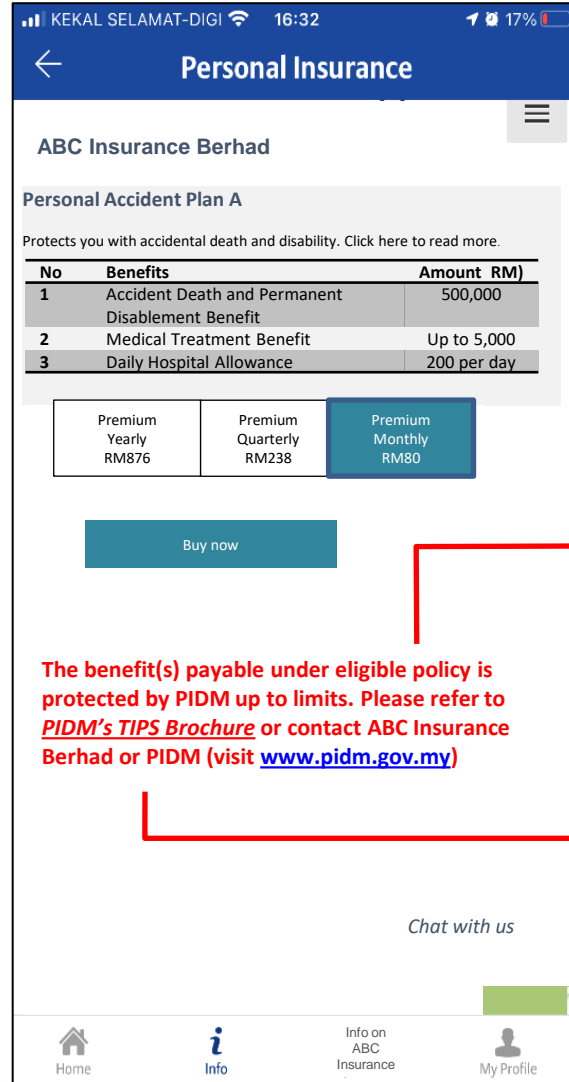 KEKAL SELAMAT-DIGI 16:32 17%
Personal Insurance
ABC Insurance Berhad
Personal Accident Plan A
Protects you with accidental death and disability. Click here to read more.
No Benefits Amount RM)
1 Accident Death and Permanent 500,000
Disablement Benefit
2 Medical Treatment Benefit Up to 5,000
3 Daily Hospital Allowance 200 per day
Premium Premium Premium
Yearly Quarterly Monthly
RM876 RM238 RM80
Buy now
The benefit(s) payable under eligible policy is
protected by PIDM up to limits. Please refer to
PIDM's TIPS Brochure or contact ABC Insurance
Berhad or PIDM (visit www.pidm.gov.my)
Chat with us
Home Info Info on
ABC
Insurance My Profile